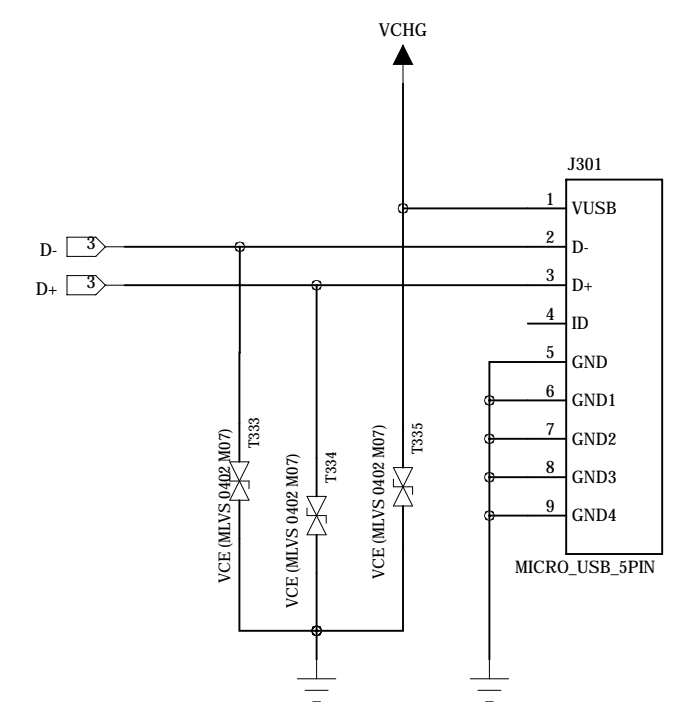 VCHG
J301
1 VUSB
D- 3
2 D-
D+ 3
3 D+
4 ID
5 GND
6 GND1
7 GND2
8 GND3
9 GND4
MICRO_USB_5PIN
VCE (MLVS 0402 M07)
T333
VCE (MLVS 0402 M07)
T334
VCE (MLVS 0402 M07)
T335